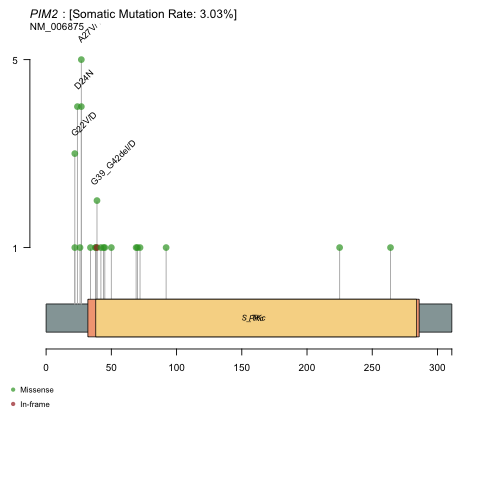 PIM2 : [Somatic Mutation Rate: 3.03%]
NM_006875
A27V/
5
D24N
G22V/D
G39_G42del/D
1
0 50 100 150 200 250 300
Missense
In-frame